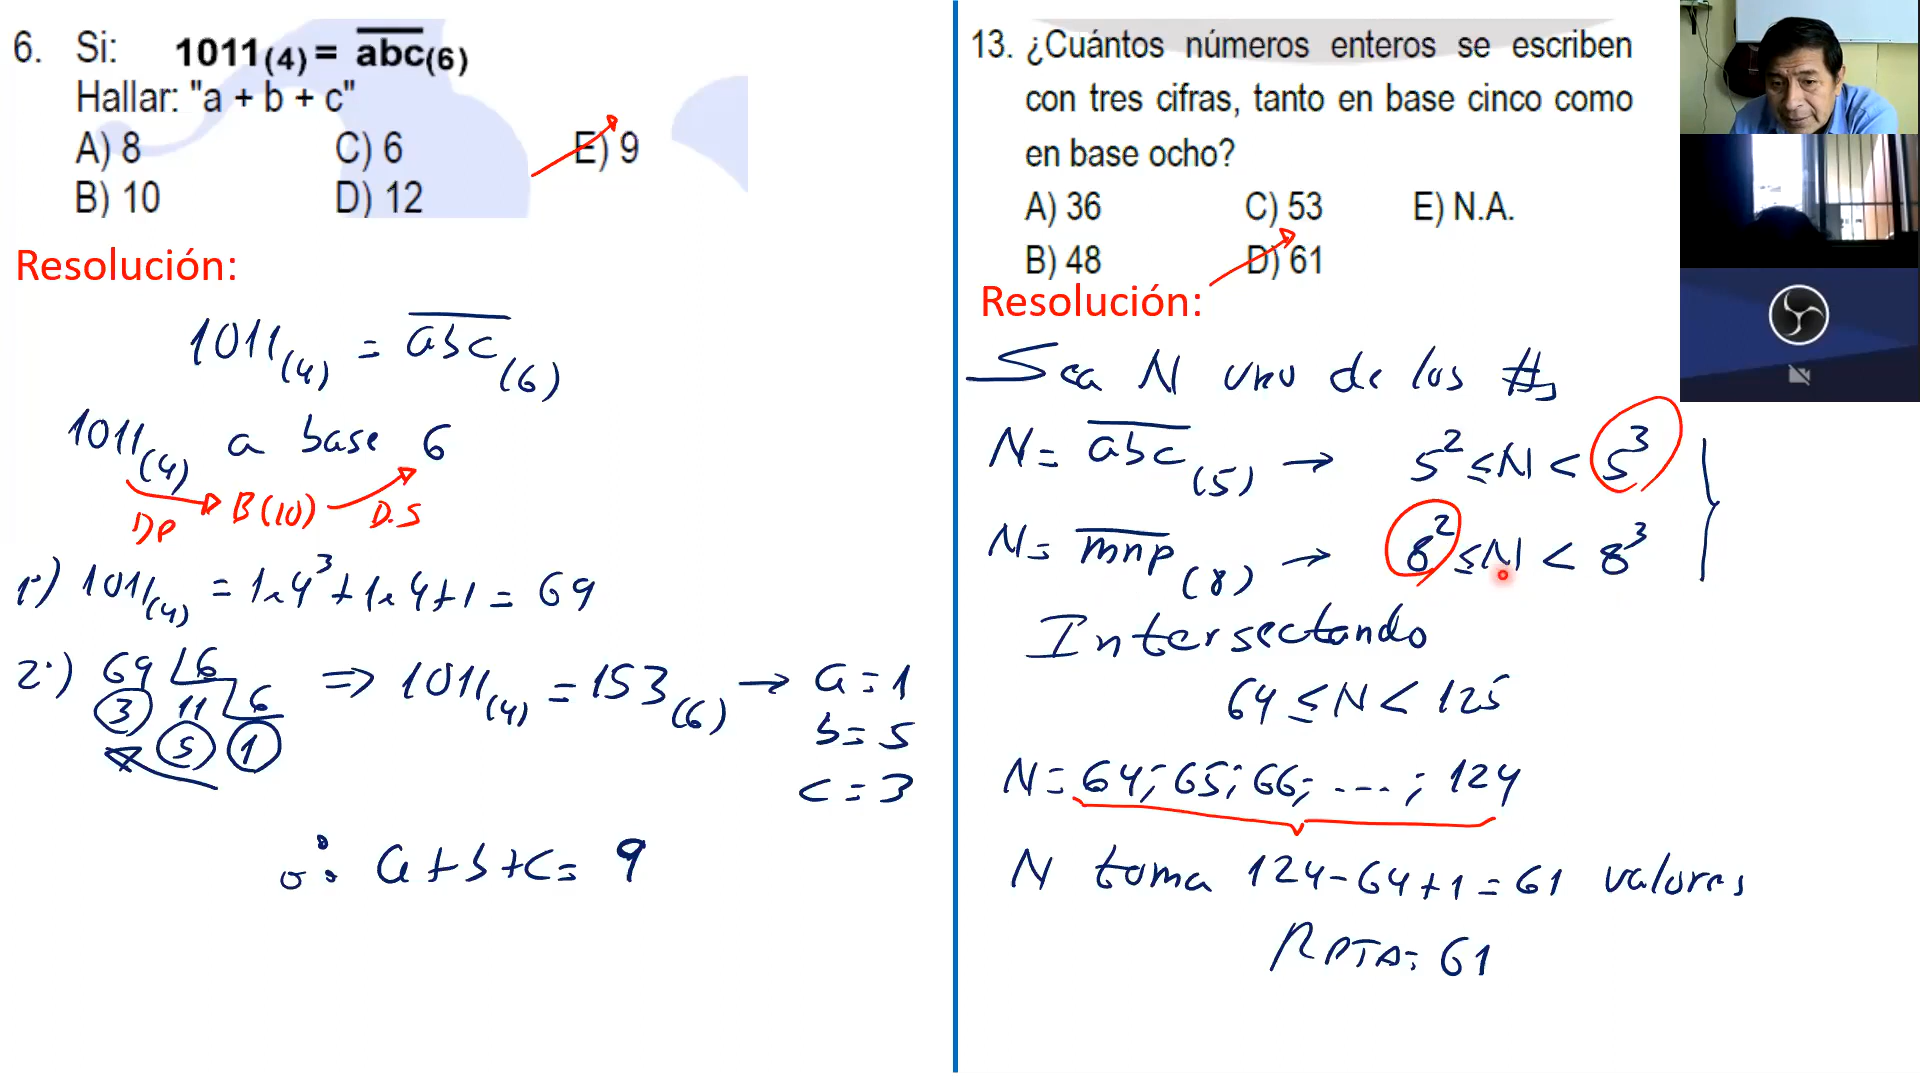 6. Si: 1011(4) = abc(6)
Hallar: "a + b + c"
A) 8 C) 6 E) 9
B) 10 D) 12
Resolución:
1011(4) = abc(6)
1011(4) a base 6
DP B(10) D.S
1.) 1011(4) = 1x4³+1x4+1 = 69
2.) 69 6 ⇒ 1011(4) = 153(6) → a=1
3 11 6
5 1
b=5
c=3
∴ a+b+c= 9
13. ¿Cuántos números enteros se escriben
con tres cifras, tanto en base cinco como
en base ocho?
A) 36 C) 53 E) N.A.
B) 48 D) 61
Resolución:
Sea N uno de los #s
N= abc(5) → 5² ≤ N < 5³
N= mnp(8) → 8² ≤ N < 8³
Intersectando
64 ≤ N < 125
N= 64; 65; 66; ....; 124
N toma 124-64+1 = 61 valores
RPTA: 61